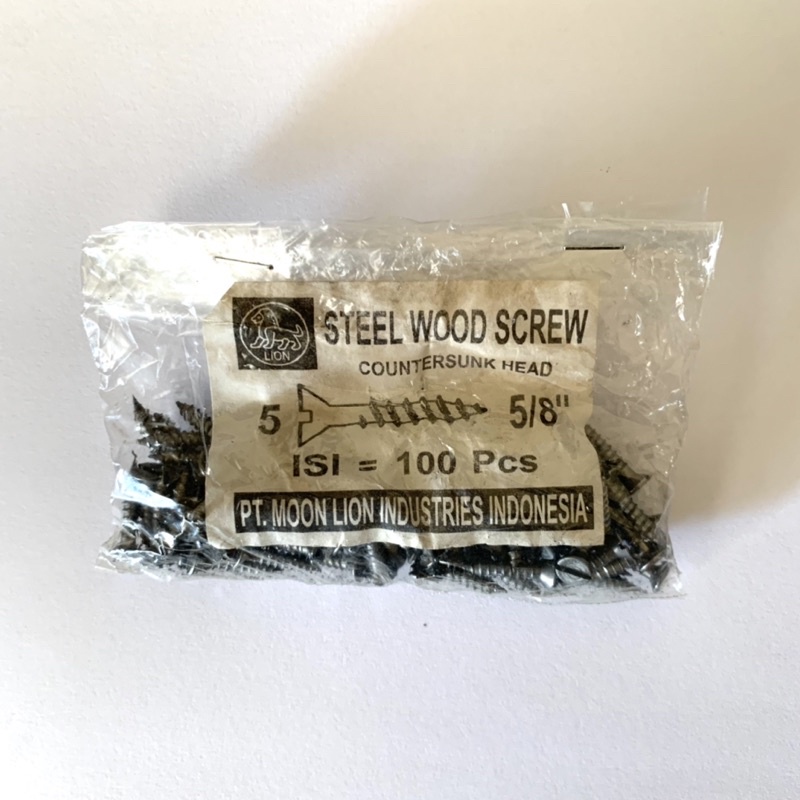 LION
STEEL WOOD SCREW
COUNTERSUNK HEAD
5 5/8"
ISI = 100 Pcs
PT. MOON LION INDUSTRIES INDONESIA